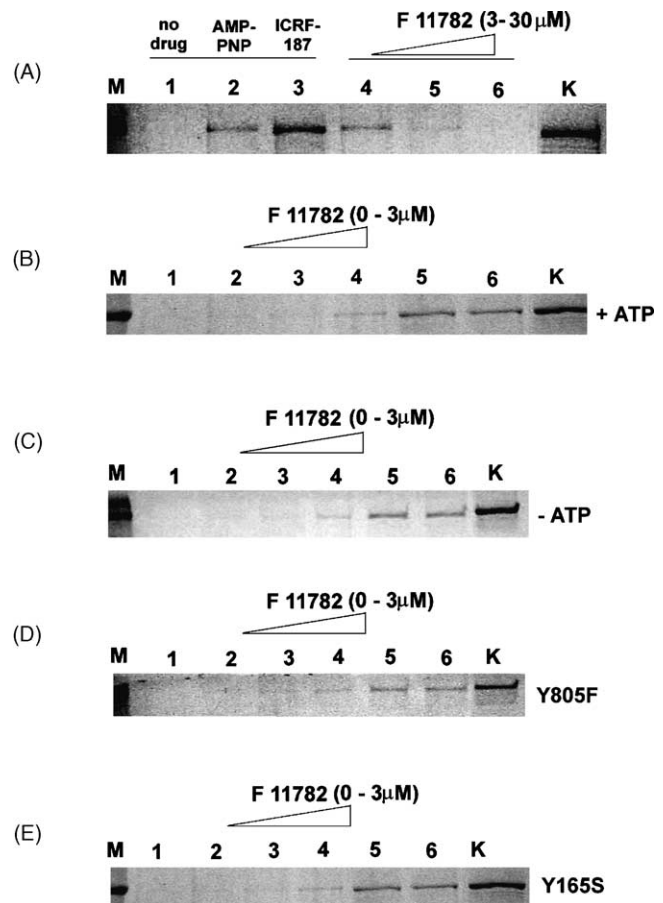 no drug AMP-PNP ICRF-187 F 11782 (3-30 μM)
(A)
M 1 2 3 4 5 6 K
F 11782 (0 - 3μM)
(B)
M 1 2 3 4 5 6 K
+ ATP
F 11782 (0 - 3μM)
(C)
M 1 2 3 4 5 6 K
- ATP
F 11782 (0 - 3μM)
(D)
M 1 2 3 4 5 6 K
Y805F
F 11782 (0 - 3μM)
(E)
M 1 2 3 4 5 6 K
Y165S